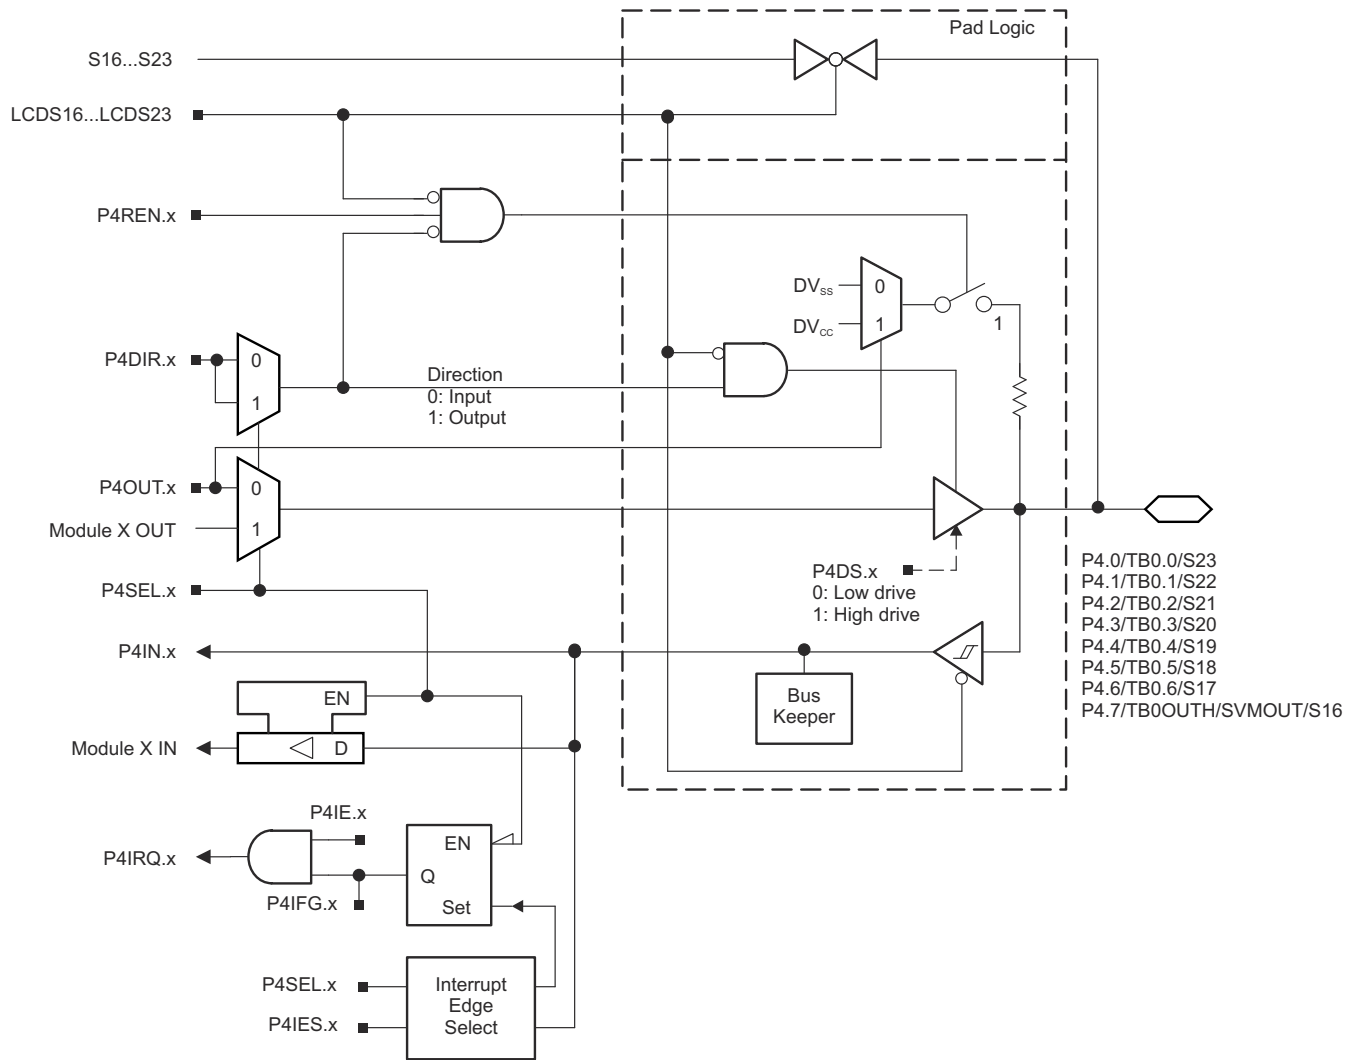 Pad Logic
S16...S23
LCDS16...LCDS23
P4REN.x
DVSS
0
DVCC
1
1
P4DIR.x
0
1
Direction
0: Input
1: Output
P4OUT.x
0
Module X OUT
1
P4SEL.x
P4DS.x
0: Low drive
1: High drive
P4.0/TB0.0/S23
P4.1/TB0.1/S22
P4.2/TB0.2/S21
P4.3/TB0.3/S20
P4.4/TB0.4/S19
P4.5/TB0.5/S18
P4.6/TB0.6/S17
P4.7/TB0OUTH/SVMOUT/S16
P4IN.x
Bus
Keeper
EN
Module X IN
D
P4IE.x
EN
P4IRQ.x
Q
P4IFG.x
Set
P4SEL.x
P4IES.x
Interrupt
Edge
Select